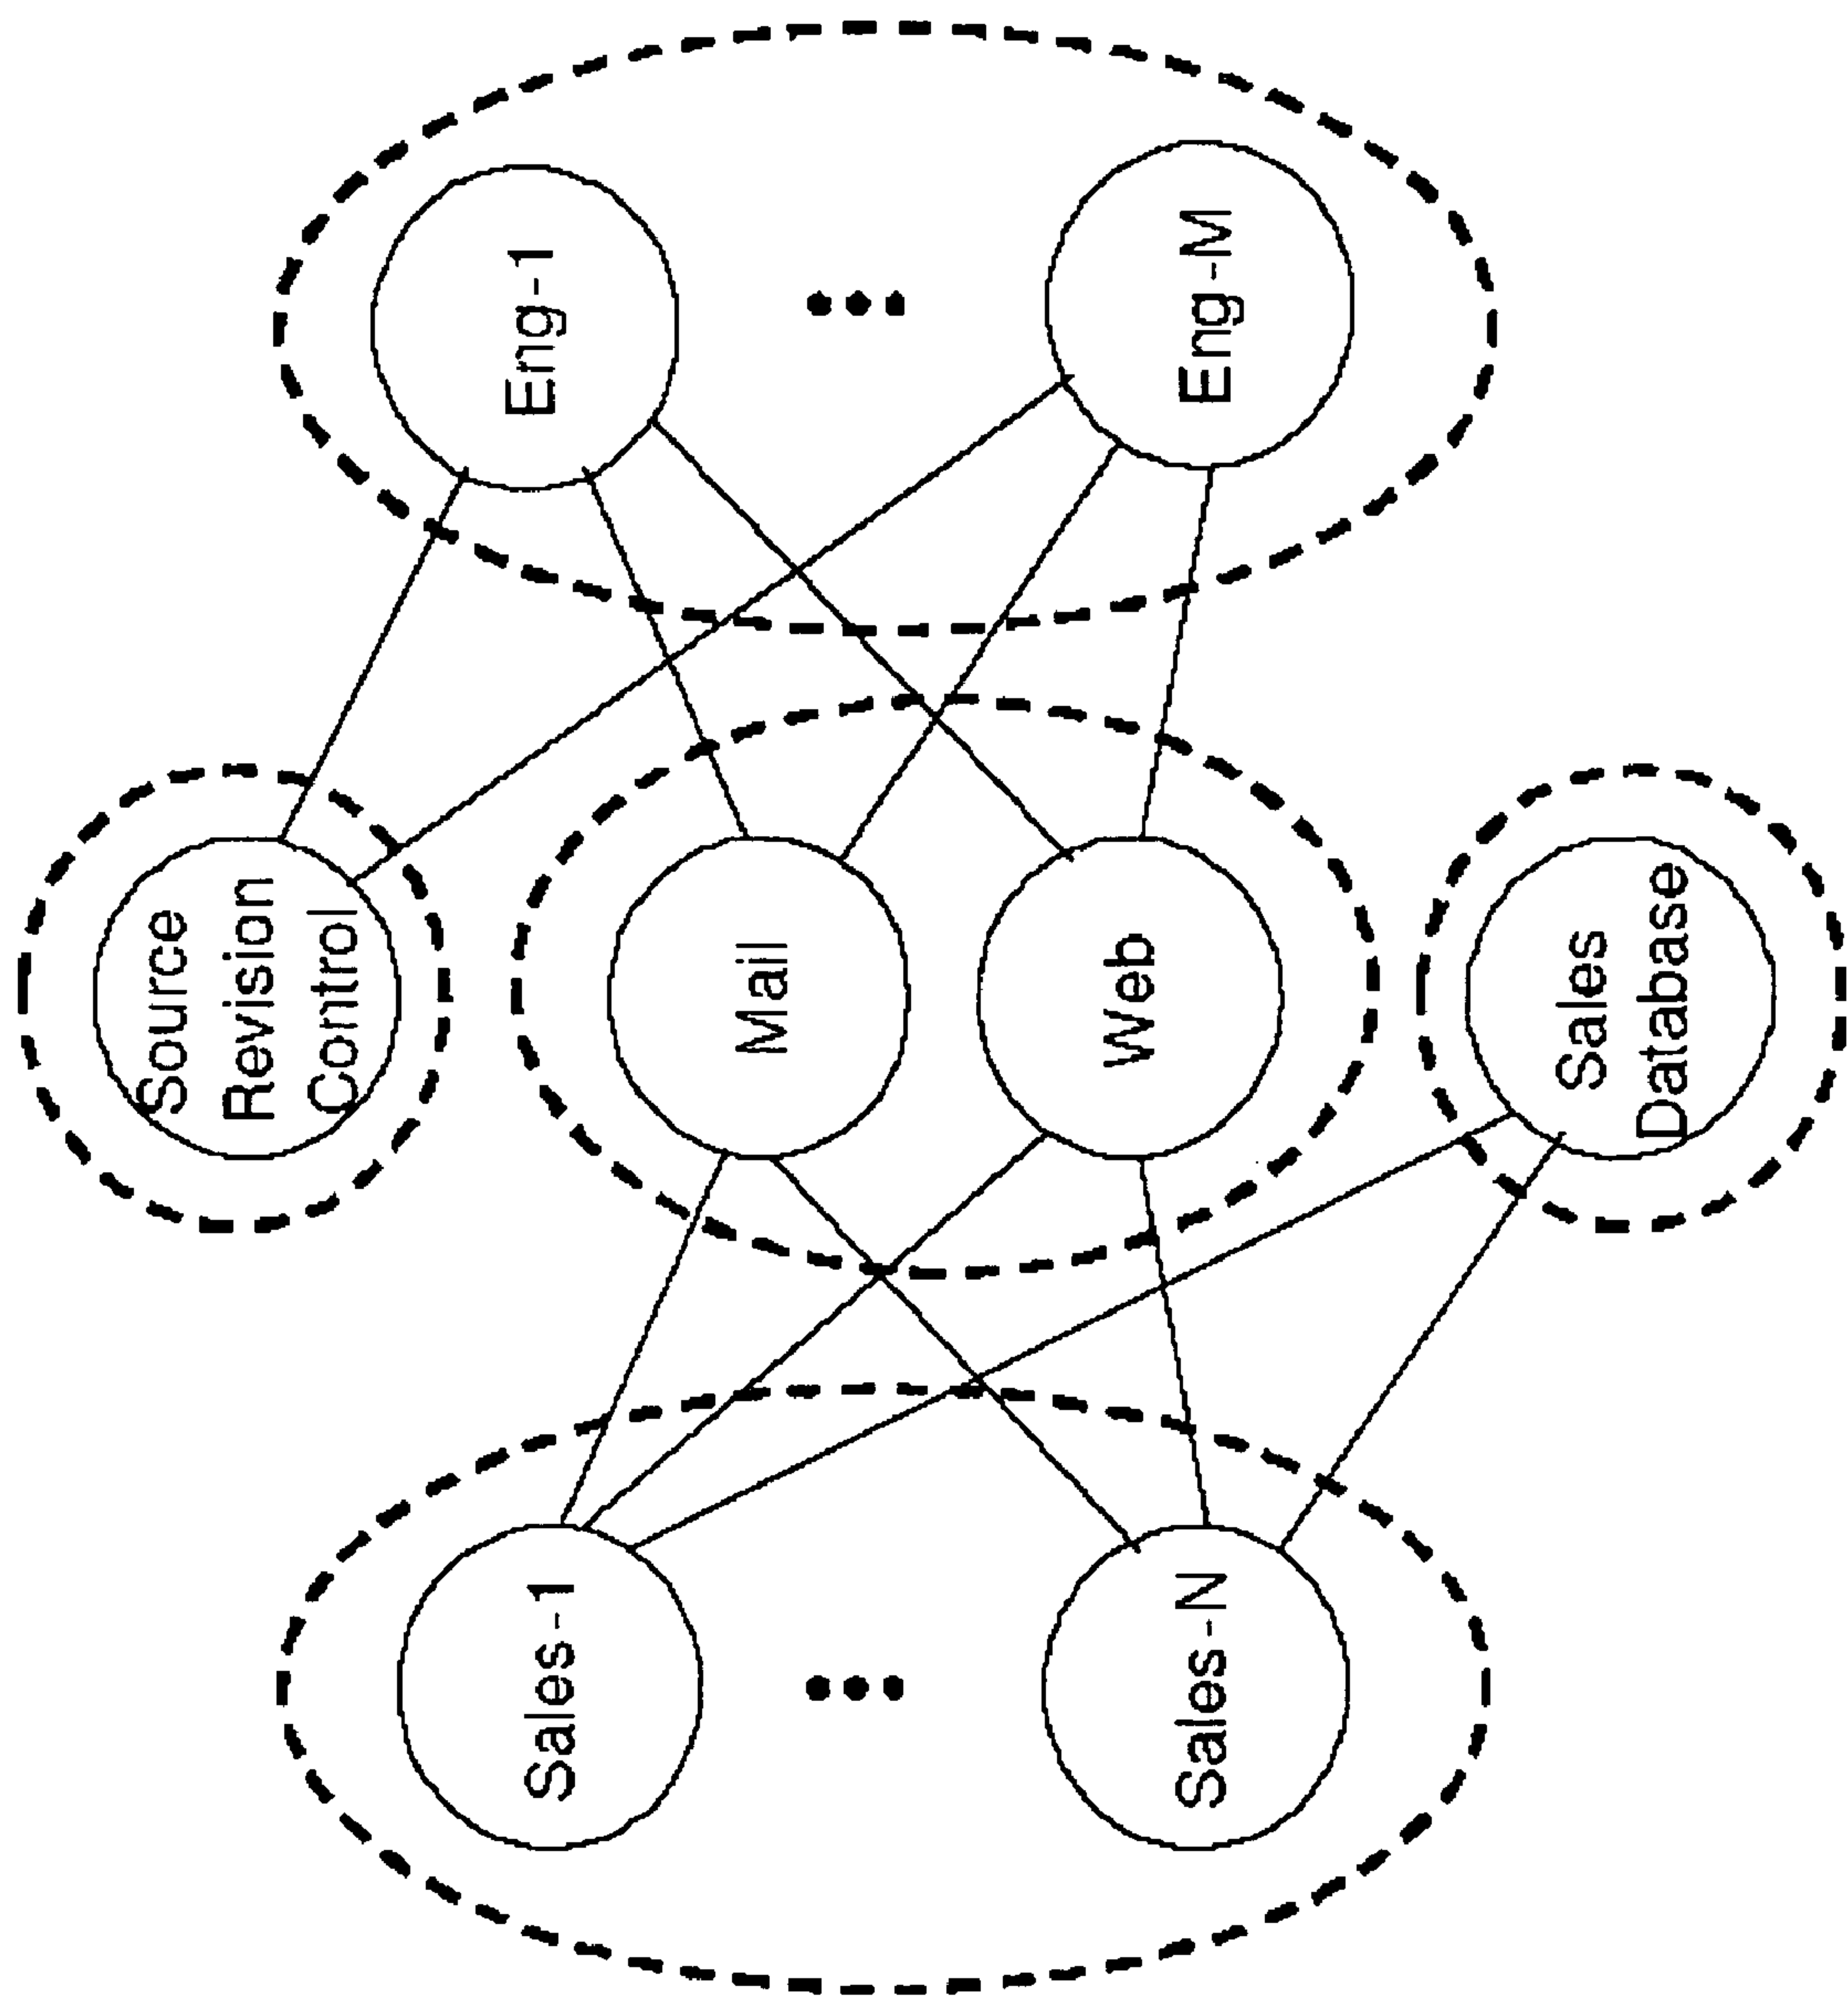 Source
Revision
Control
Mail
Web
Sales
Database
Eng-1
Eng-M
Sales-1
Sales-N